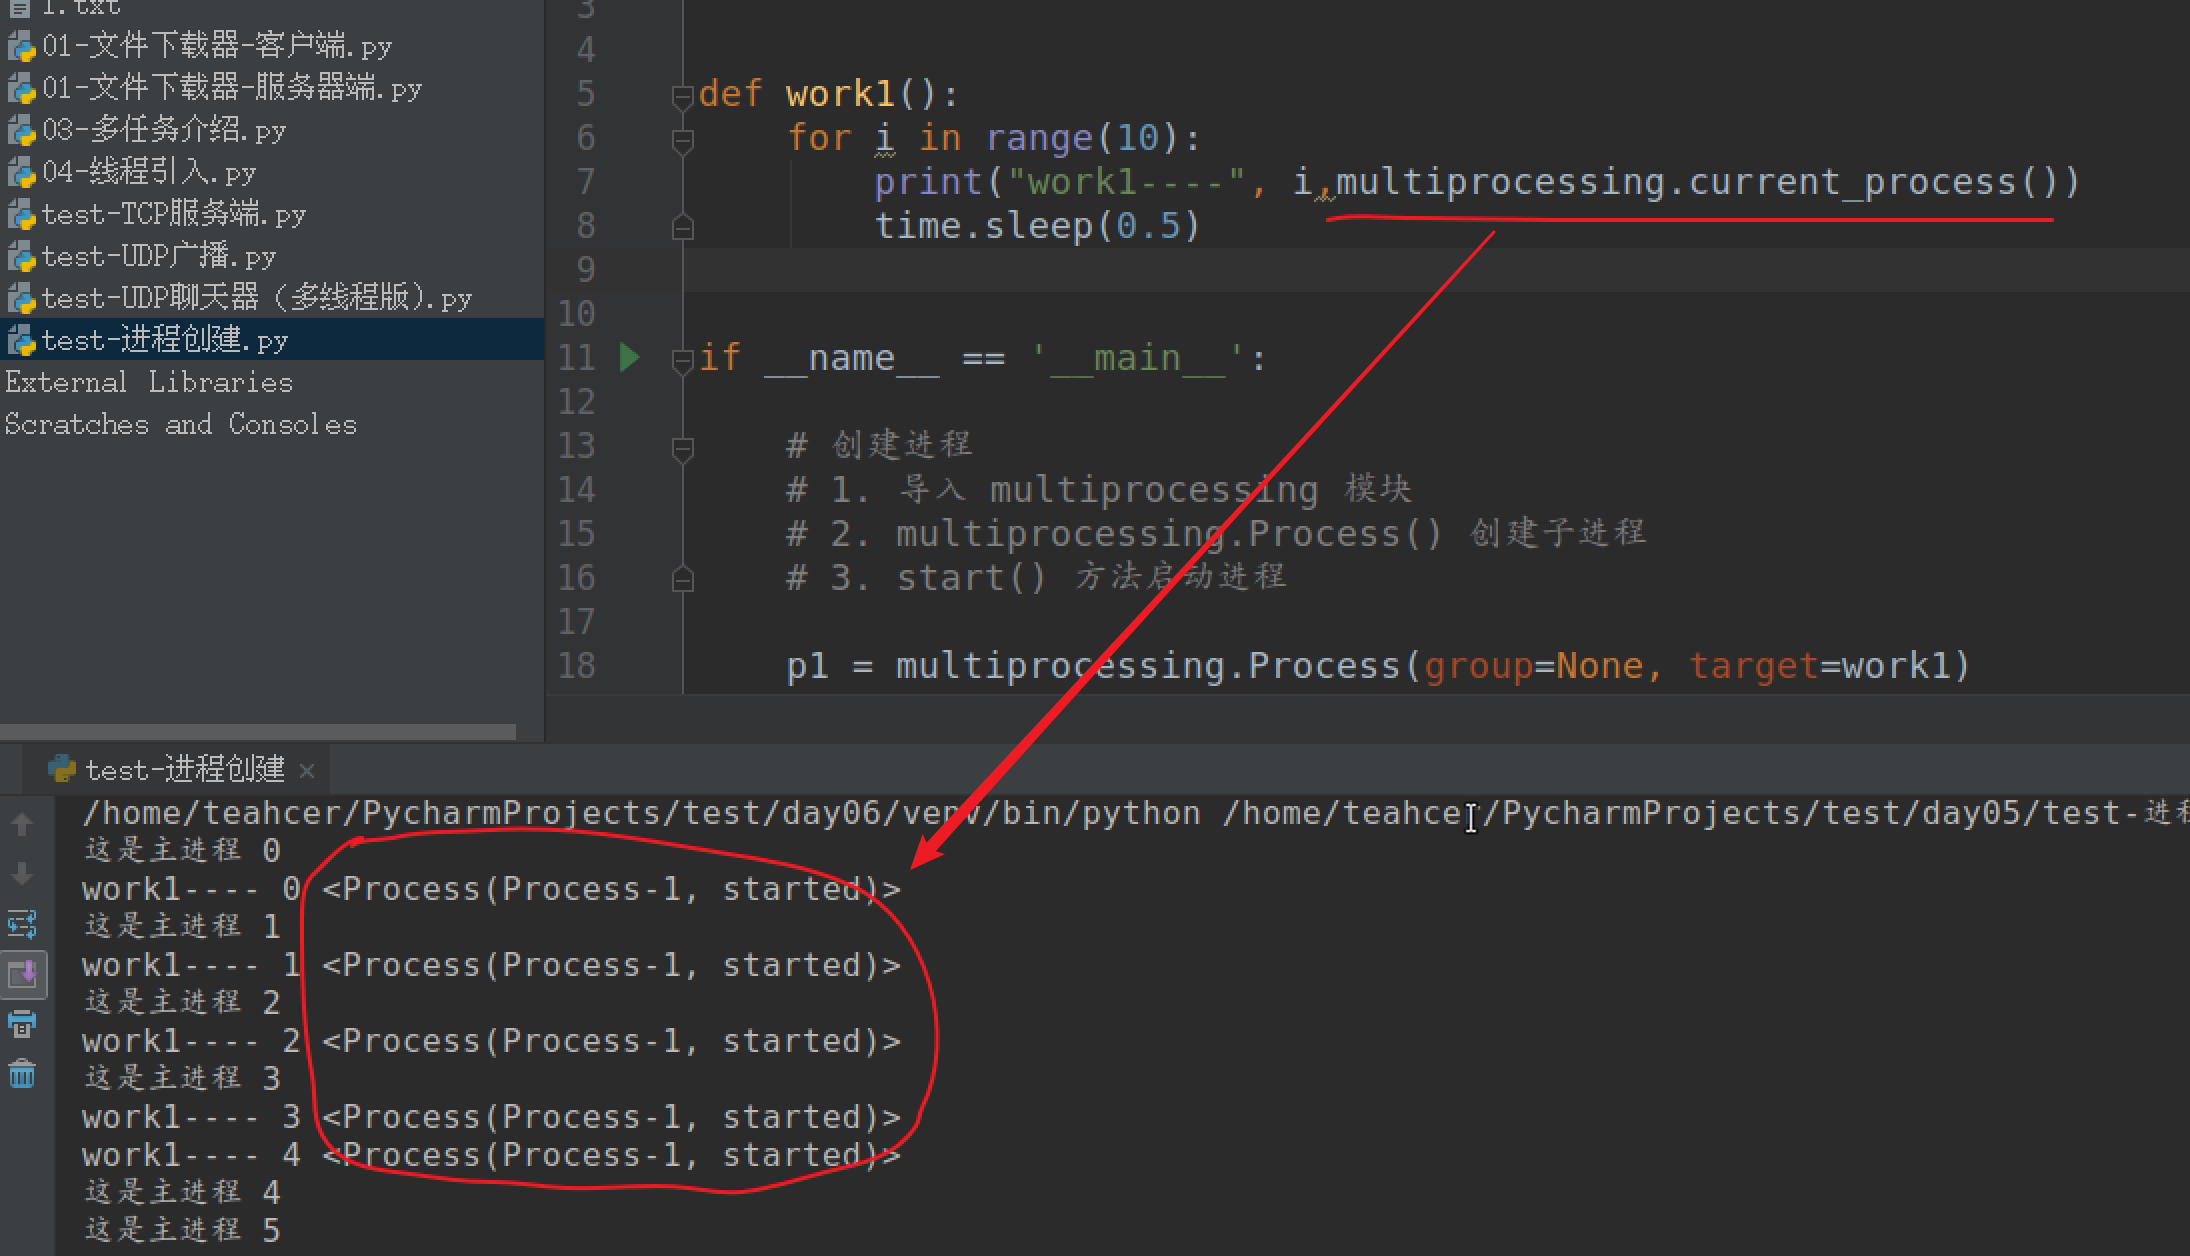 1.txt
01-文件下载器-客户端.py
01-文件下载器-服务器端.py
03-多任务介绍.py
04-线程引入.py
test-TCP服务端.py
test-UDP广播.py
test-UDP聊天器（多线程版).py
test-进程创建.py
External Libraries
Scratches and Consoles
3
4
5 def work1():
6 for i in range(10):
7 print("work1----", i,multiprocessing.current_process())
8 time.sleep(0.5)
9
10
11 if __name__ == '__main__':
12
13 # 创建进程
14 # 1. 导入 multiprocessing 模块
15 # 2. multiprocessing.Process() 创建子进程
16 # 3. start() 方法启动进程
17
18 p1 = multiprocessing.Process(group=None, target=work1)
test-进程创建
/home/teahcer/PycharmProjects/test/day06/venv/bin/python /home/teahcer/PycharmProjects/test/day05/test-进程
这是主进程 0
work1---- 0 <Process(Process-1, started)>
这是主进程 1
work1---- 1 <Process(Process-1, started)>
这是主进程 2
work1---- 2 <Process(Process-1, started)>
这是主进程 3
work1---- 3 <Process(Process-1, started)>
work1---- 4 <Process(Process-1, started)>
这是主进程 4
这是主进程 5